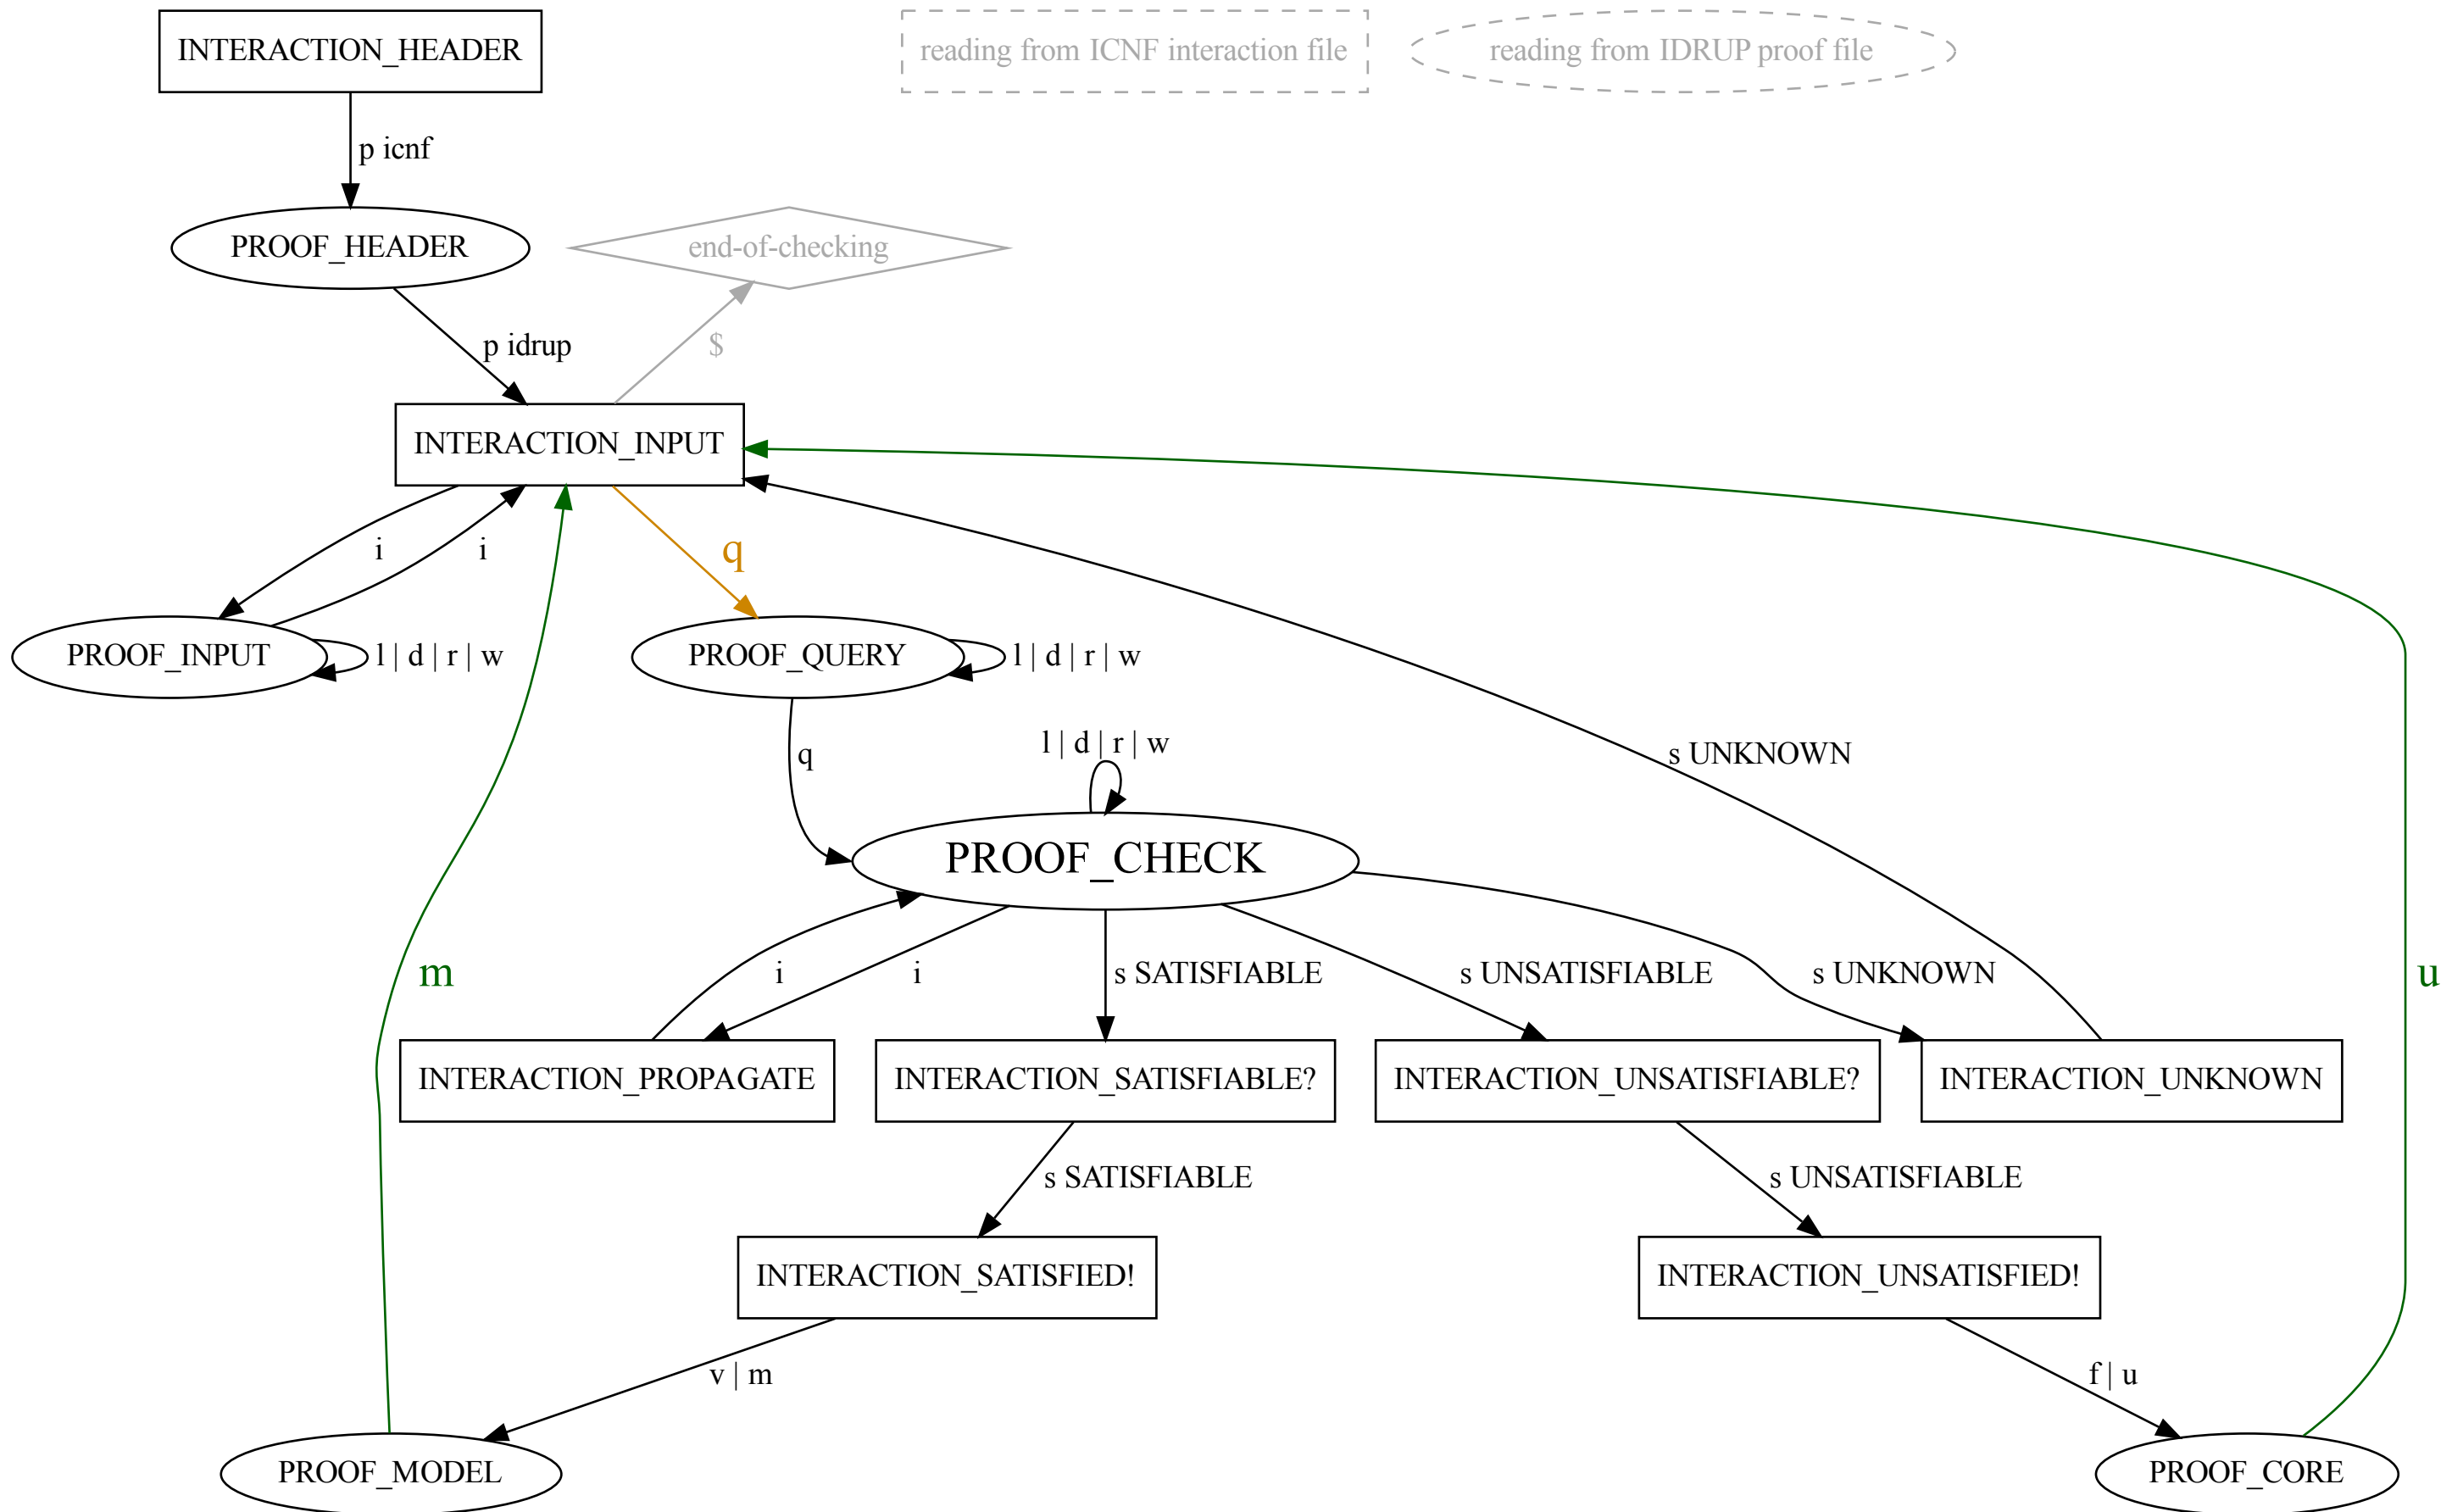 INTERACTION_HEADER
reading from ICNF interaction file
reading from IDRUP proof file
p icnf
PROOF_HEADER
end-of-checking
p idrup
$
INTERACTION_INPUT
i
i
q
PROOF_INPUT
l | d | r | w
PROOF_QUERY
l | d | r | w
q
l | d | r | w
s UNKNOWN
PROOF_CHECK
m
i
i
s SATISFIABLE
s UNSATISFIABLE
s UNKNOWN
u
INTERACTION_PROPAGATE
INTERACTION_SATISFIABLE?
INTERACTION_UNSATISFIABLE?
INTERACTION_UNKNOWN
s SATISFIABLE
s UNSATISFIABLE
INTERACTION_SATISFIED!
INTERACTION_UNSATISFIED!
v | m
f | u
PROOF_MODEL
PROOF_CORE